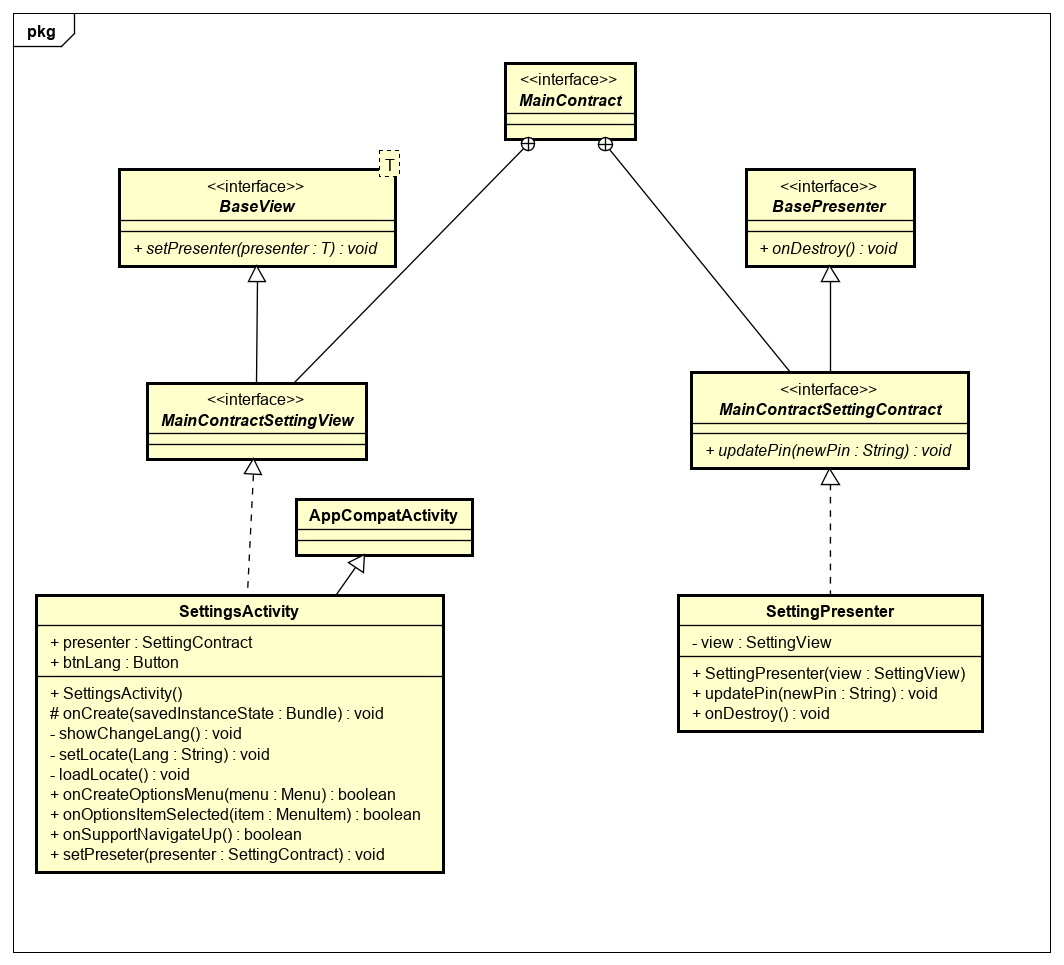 pkg
<<interface>>
MainContract
T
<<interface>>
BaseView
+ setPresenter(presenter : T) : void
<<interface>>
BasePresenter
+ onDestroy() : void
<<interface>>
MainContractSettingView
<<interface>>
MainContractSettingContract
+ updatePin(newPin : String) : void
AppCompatActivity
SettingsActivity
+ presenter : SettingContract
+ btnLang : Button
+ SettingsActivity()
# onCreate(savedInstanceState : Bundle) : void
- showChangeLang() : void
- setLocate(Lang : String) : void
- loadLocate() : void
+ onCreateOptionsMenu(menu : Menu) : boolean
+ onOptionsItemSelected(item : MenuItem) : boolean
+ onSupportNavigateUp() : boolean
+ setPreseter(presenter : SettingContract) : void
SettingPresenter
- view : SettingView
+ SettingPresenter(view : SettingView)
+ updatePin(newPin : String) : void
+ onDestroy() : void